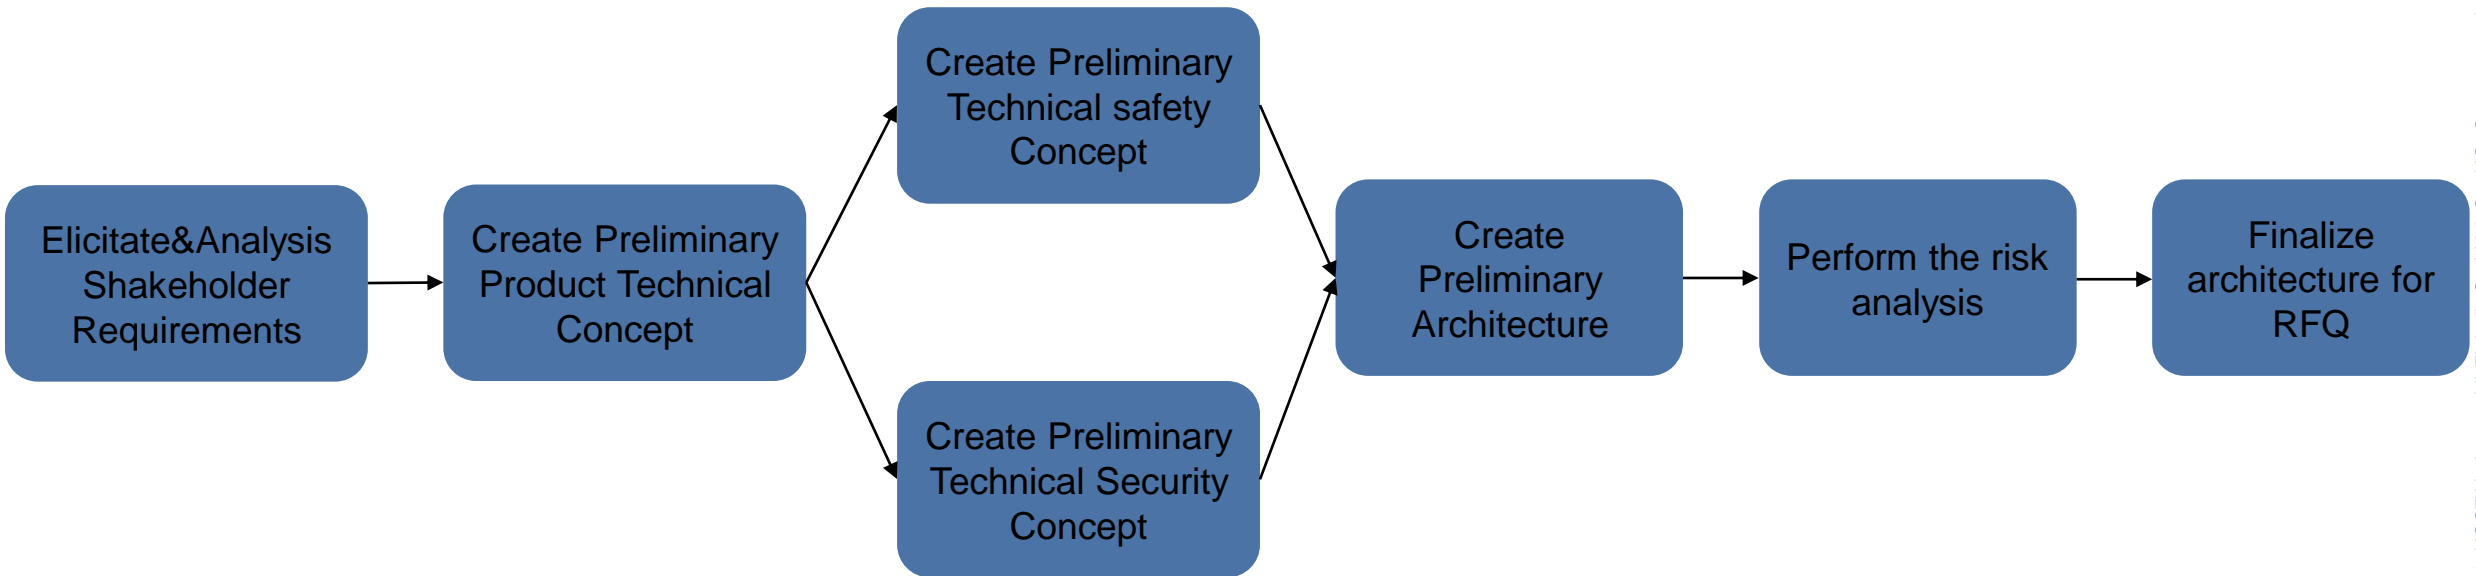 Elicitate&Analysis
Shakeholder
Requirements
Create Preliminary
Product Technical
Concept
Create Preliminary
Technical safety
Concept
Create Preliminary
Technical Security
Concept
Create
Preliminary
Architecture
Perform the risk
analysis
Finalize
architecture for
RFQ